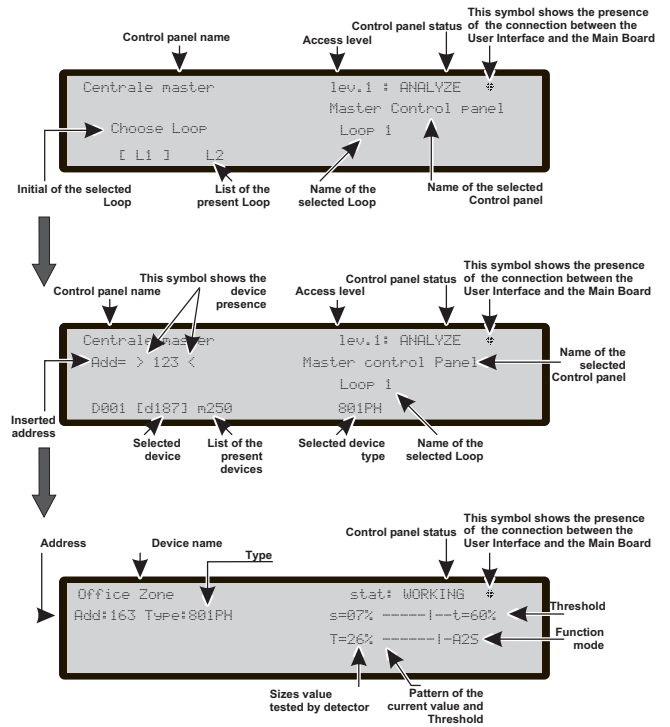 This symbol shows the presence
Control panel status of the connection between the
Control panel name
Access level
User Interface and the Main Board
Centrale master lev.1 : ANALYZE
Master Control panel
Choose Loop Loop 1
[ L1 ] L2
Initial of the selected
Loop
List of the
present Loop
Name of the
selected Loop
Name of the selected
Control panel
This symbol shows the presence
of the connection between the
User Interface and the Main Board
Control panel status
This symbol shows the
device
presence
Control panel name
Access level
Centrale master lev.1: ANALYZE
Add= > 123 < Master control Panel
Loop 1
D001 [d187] m250 801PH
Name of the
selected
Control panel
Inserted
address
Selected
device
List of the
present
devices
Selected device
type
Name of the
selected Loop
This symbol shows the presence
of the connection between the
User Interface and the Main Board
Control panel status
Address
Device name
Type
Office Zone stat: WORKING
Add:163 Type:801PH s=07% -----!--t=60%
T=26% ------!-A2S
Threshold
Function
mode
Sizes value
tested by detector
Pattern of the
current value and
Threshold